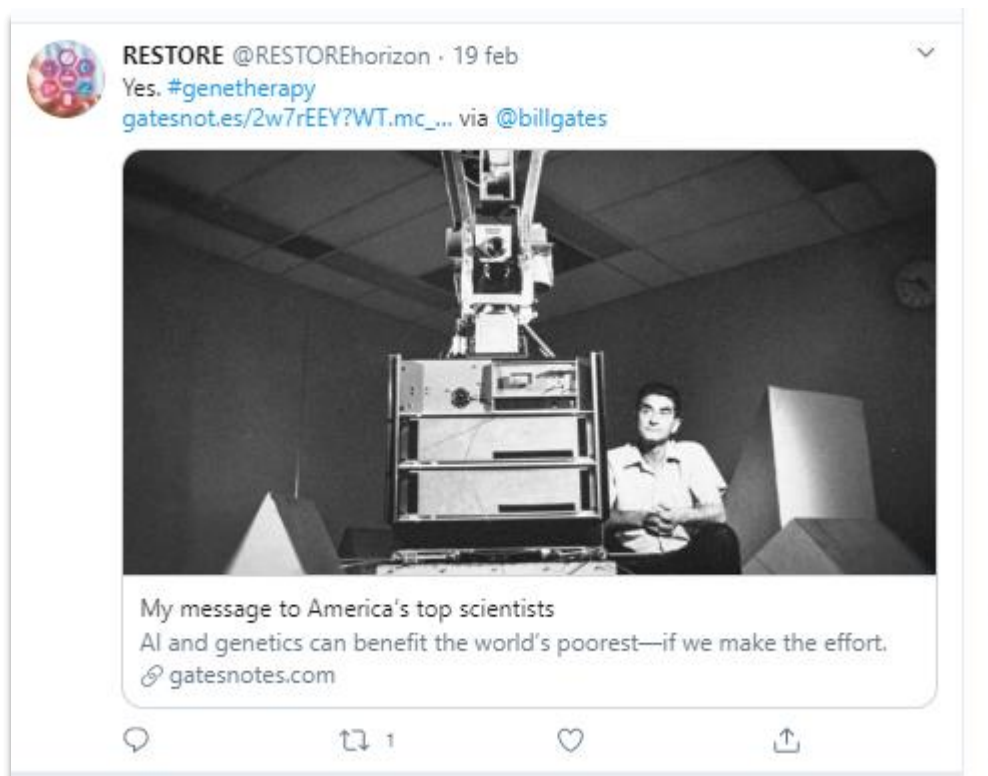 RESTORE @RESTOREhorizon · 19 feb
Yes. #genetherapy
gatesnot.es/2w7rEEY?WT.mc_... via @billgates
My message to America's top scientists
AI and genetics can benefit the world's poorest—if we make the effort.
gatesnotes.com
1